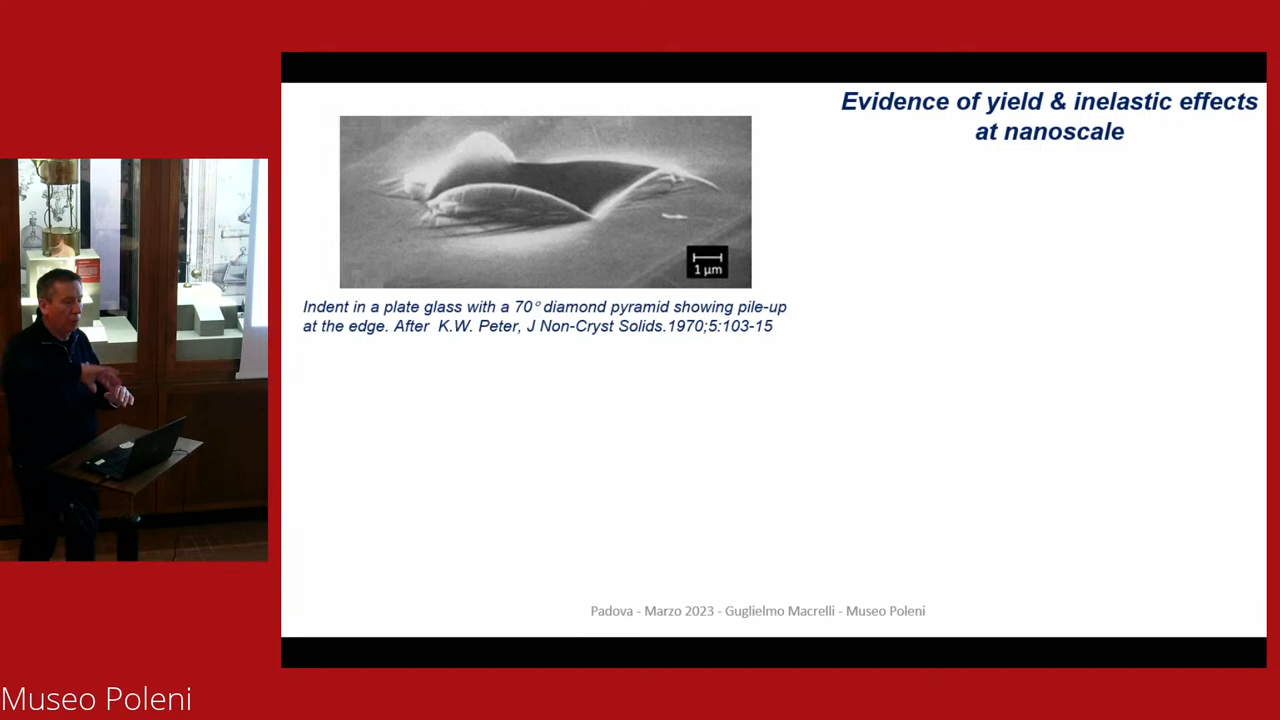 Evidence of yield & inelastic effects
at nanoscale
1 µm
Indent in a plate glass with a 70° diamond pyramid showing pile-up
at the edge. After K.W. Peter, J Non-Cryst Solids.1970;5:103-15
Padova - Marzo 2023 - Guglielmo Macrelli - Museo Poleni
Museo Poleni